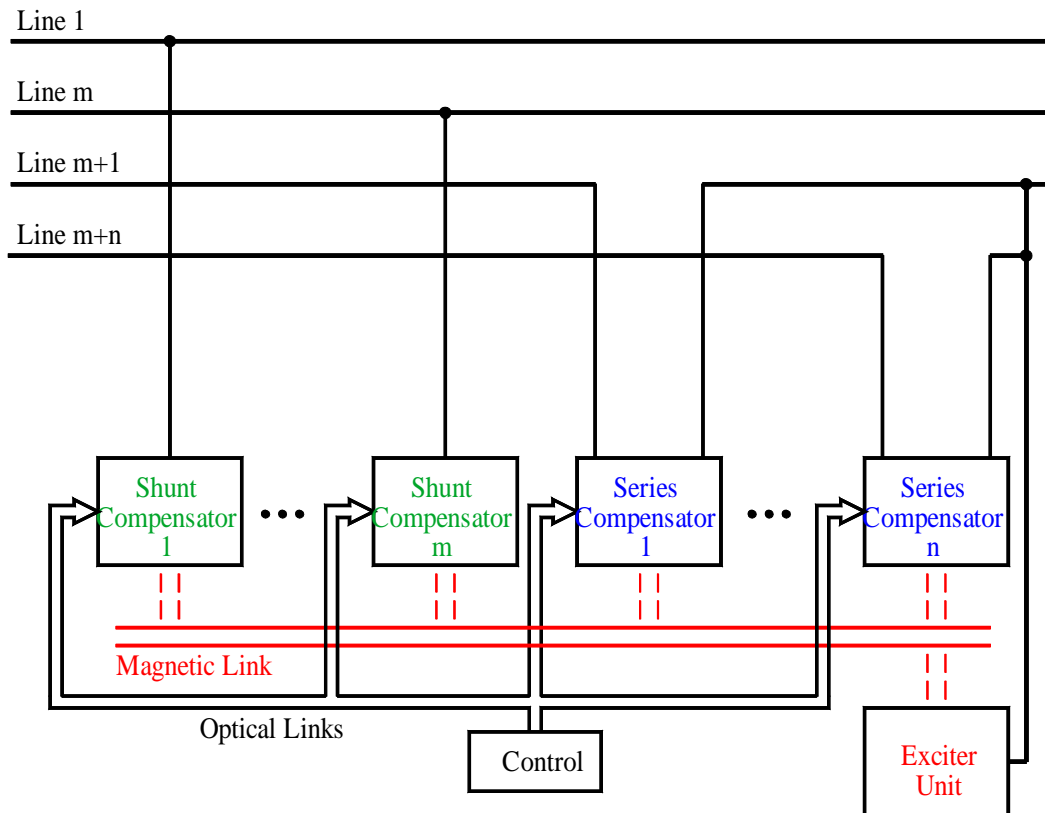 Line 1
Line m
Line m+1
Line m+n
Shunt
Compensator
1
Shunt
Compensator
m
Series
Compensator
1
Series
Compensator
n
Magnetic Link
Optical Links
Control
Exciter
Unit